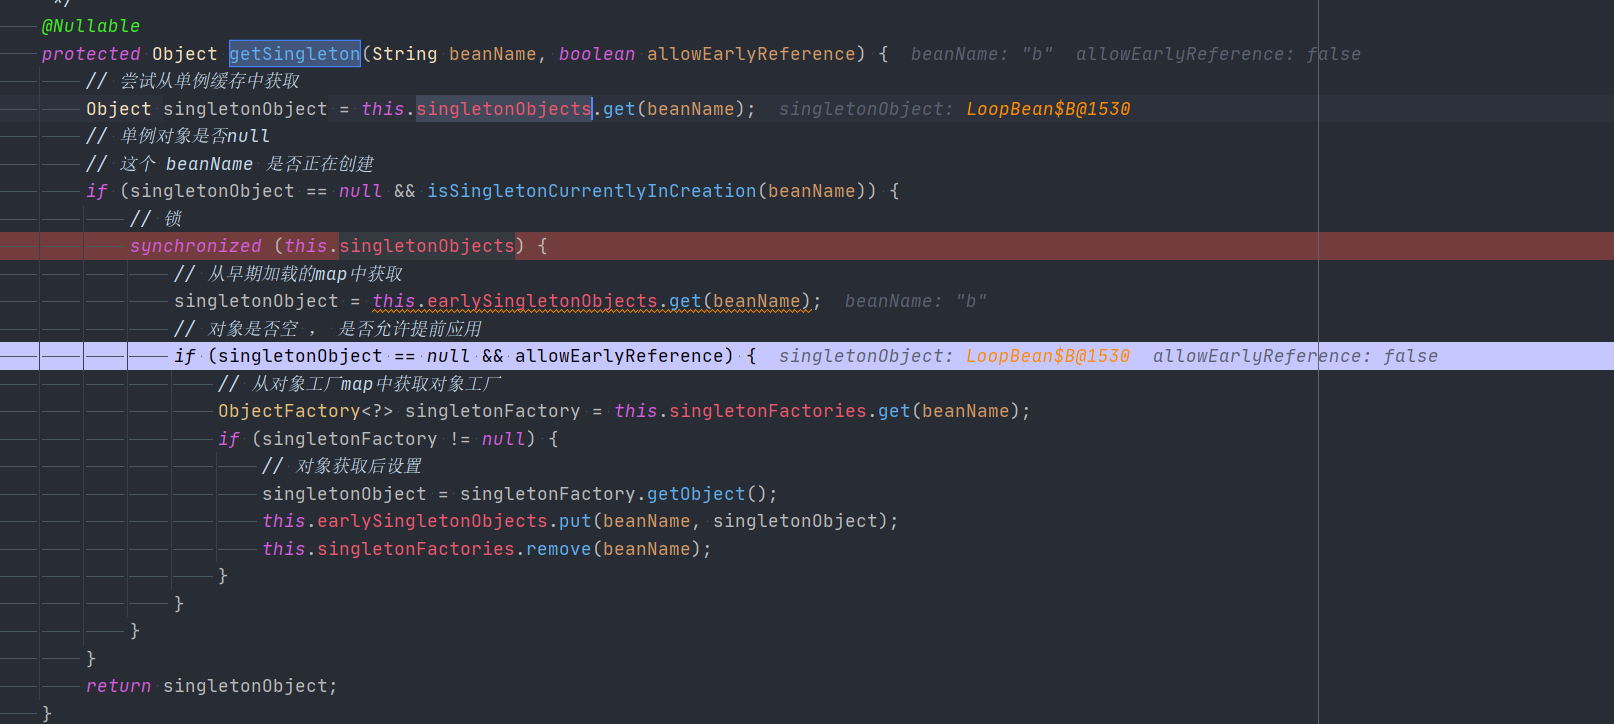 */
@Nullable
protected Object getSingleton(String beanName, boolean allowEarlyReference) {  beanName: "b"  allowEarlyReference: false
// 尝试从单例缓存中获取
Object singletonObject = this.singletonObjects.get(beanName);  singletonObject: LoopBean$B@1530
// 单例对象是否null
// 这个 beanName 是否正在创建
if (singletonObject == null && isSingletonCurrentlyInCreation(beanName)) {
// 锁
synchronized (this.singletonObjects) {
// 从早期加载的map中获取
singletonObject = this.earlySingletonObjects.get(beanName);  beanName: "b"
// 对象是否空 ， 是否允许提前应用
if (singletonObject == null && allowEarlyReference) {  singletonObject: LoopBean$B@1530  allowEarlyReference: false
// 从对象工厂map中获取对象工厂
ObjectFactory<?> singletonFactory = this.singletonFactories.get(beanName);
if (singletonFactory != null) {
// 对象获取后设置
singletonObject = singletonFactory.getObject();
this.earlySingletonObjects.put(beanName, singletonObject);
this.singletonFactories.remove(beanName);
}
}
}
}
return singletonObject;
}